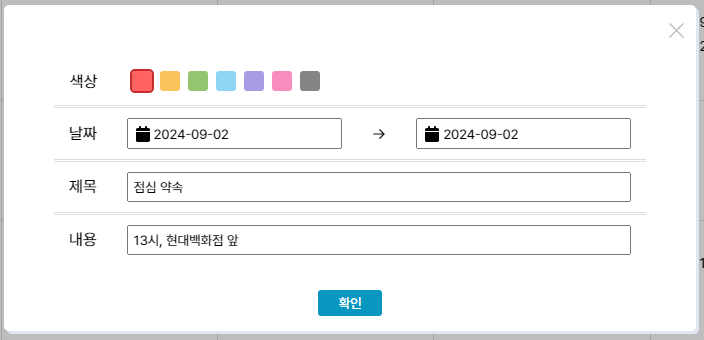 색상
날짜 2024-09-02 → 2024-09-02
제목 점심 약속
내용 13시, 현대백화점 앞
확인